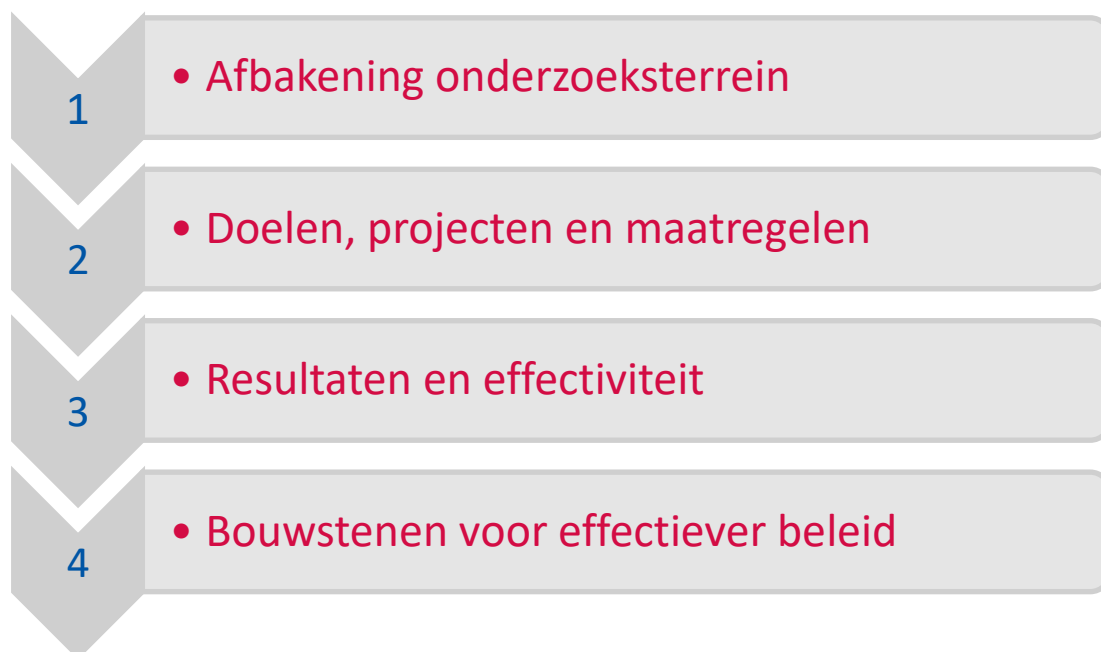 1
• Afbakening onderzoeksterrein
2
• Doelen, projecten en maatregelen
3
• Resultaten en effectiviteit
4
• Bouwstenen voor effectiever beleid